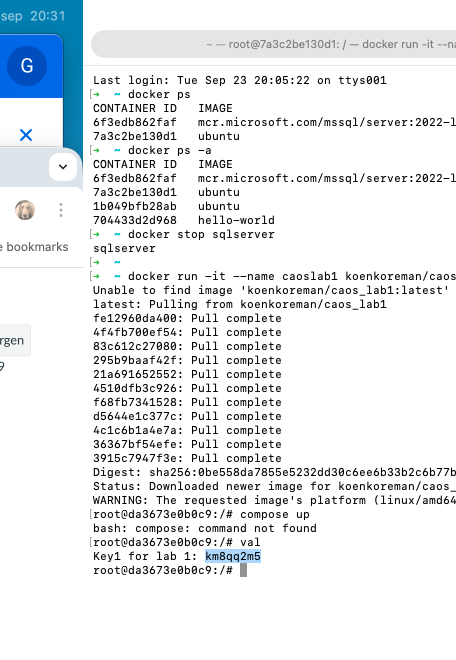 sep 20:31
G
e bookmarks
rgen
9
~ — root@7a3c2be130d1: / — docker run -it --na
Last login: Tue Sep 23 20:05:22 on ttys001
[→ ~ docker ps
CONTAINER ID IMAGE
6f3edb862faf mcr.microsoft.com/mssql/server:2022-l
7a3c2be130d1 ubuntu
[→ ~ docker ps -a
CONTAINER ID IMAGE
6f3edb862faf mcr.microsoft.com/mssql/server:2022-l
7a3c2be130d1 ubuntu
1b049bfb28ab ubuntu
704433d2d968 hello-world
[→ ~ docker stop sqlserver
sqlserver
[→ ~
[→ ~ docker run -it --name caoslab1 koenkoreman/caos
Unable to find image 'koenkoreman/cao_lab1:latest'
latest: Pulling from koenkoreman/caos_lab1
fe12960da400: Pull complete
4f4fb700ef54: Pull complete
83c612c27080: Pull complete
295b9baaf42f: Pull complete
21a691652552: Pull complete
4510dfb3c926: Pull complete
f68fb7341528: Pull complete
d5644e1c377c: Pull complete
4c1c6b1a4e7a: Pull complete
36367bf54efe: Pull complete
3915c7947f3e: Pull complete
Digest: sha256:0be558da7855e5232dd30c6ee6b33b2c6b77b
Status: Downloaded newer image for koenkoreman/caos_
WARNING: The requested image's platform (linux/amd64
[root@da3673e0b0c9:/# compose up
bash: compose: command not found
[root@da3673e0b0c9:/# val
Key1 for lab 1: km8qq2m5
root@da3673e0b0c9:/#